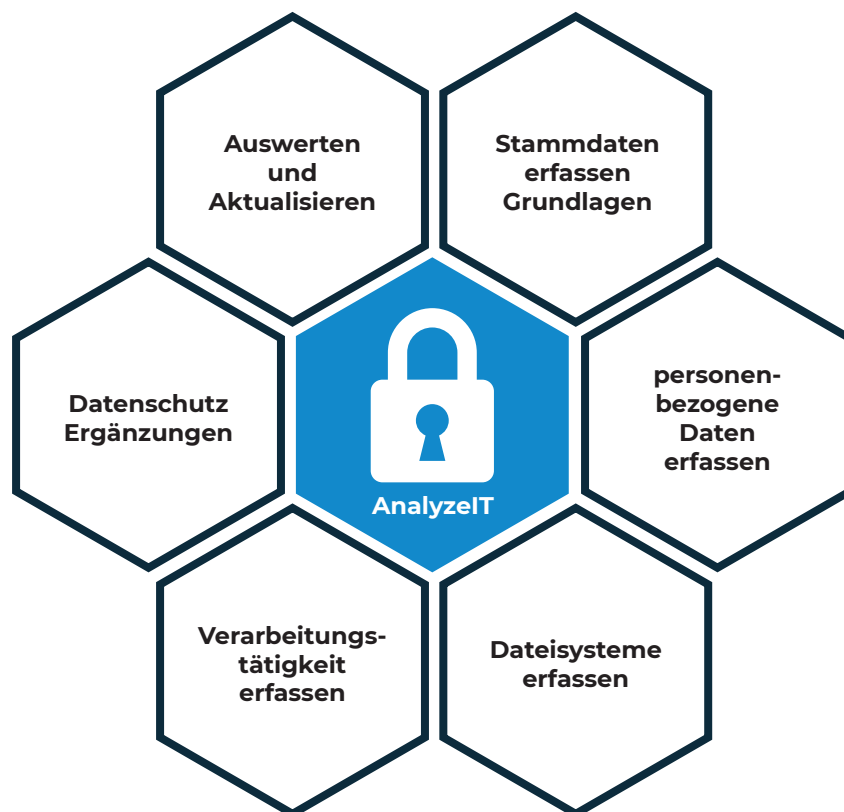 Auswerten
und
Aktualisieren
Stammdaten
erfassen
Grundlagen
Datenschutz
Ergänzungen
AnalyzeIT
personen-
bezogene
Daten
erfassen
Verarbeitungs-
tätigkeit
erfassen
Dateisysteme
erfassen